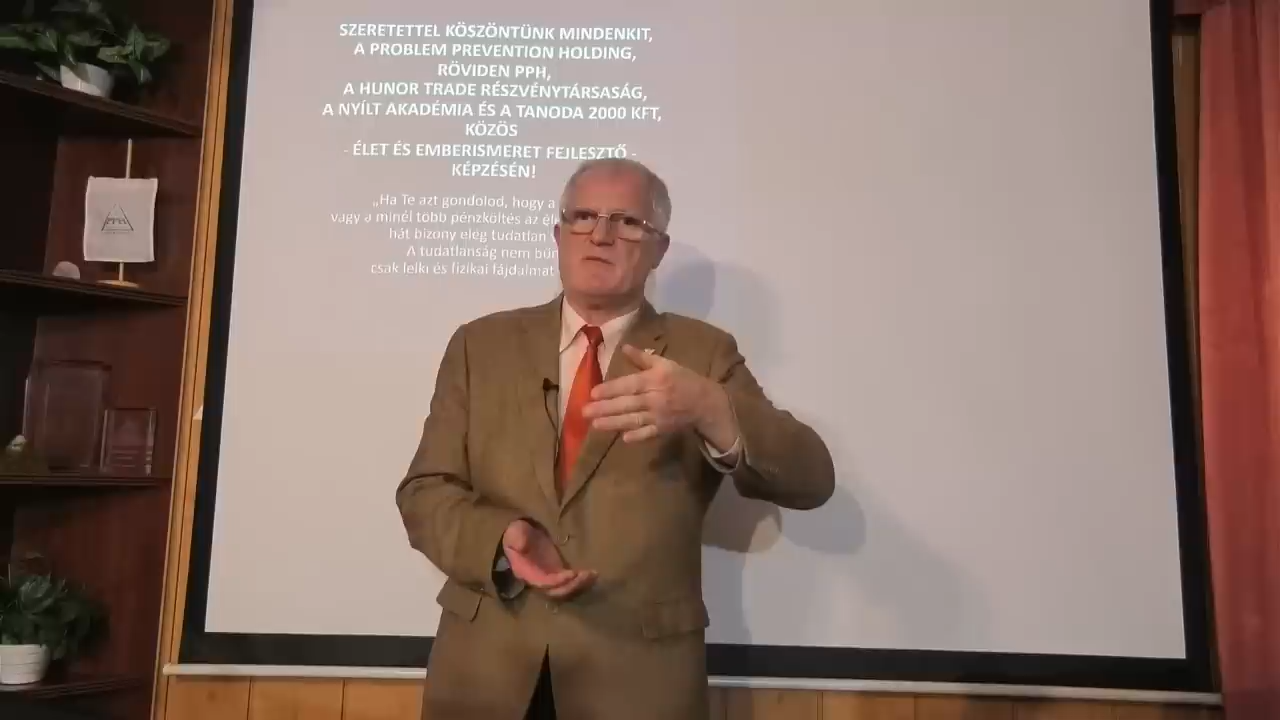 SZERETETTEL KÖSZÖNTÜNK MINDENKIT,
A PROBLEM PREVENTION HOLDING,
RÖVIDEN PPH,
A HUNOR TRADE RÉSZVÉNYTÁRSASÁG,
A NYÍLT AKADÉMIA ÉS A TANODA 2000 KFT,
KÖZÖS
- ÉLET ÉS EMBERISMERET FEJLESZTŐ -
KÉPZÉSÉN!
„Ha Te azt gondolod, hogy a
vagy a minél több pénzköltés az
hát bizony elég tudatlan
A tudatlanság nem bűn
csak lelki és fizikai fájdalmat